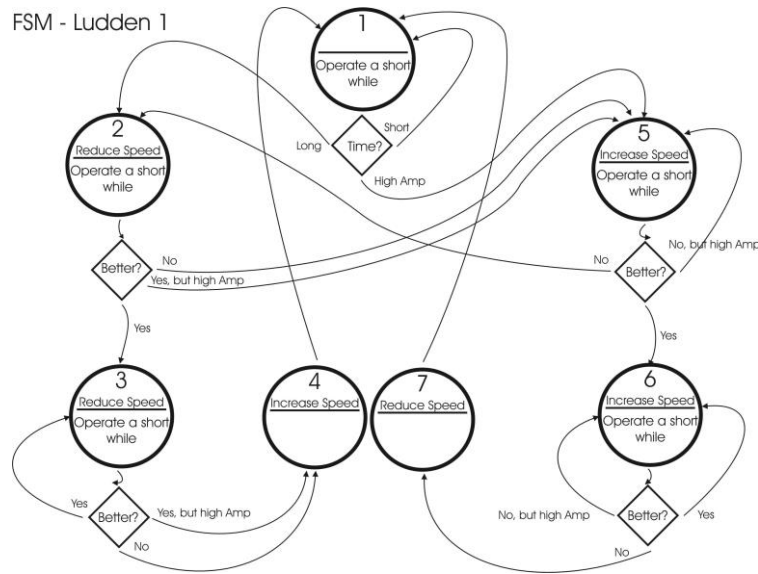 FSM - Ludden 1
1
Operate a short
while
Short
Long
Time?
High Amp
2
Reduce Speed
Operate a short
while
5
Increase Speed
Operate a short
while
No
Better?
Yes, but high Amp
No
Better?
No, but high Amp
Yes
Yes
3
Reduce Speed
Operate a short
while
4
Increase Speed
7
Reduce Speed
6
Increase Speed
Operate a short
while
Yes
Better?
Yes, but high Amp
No
No, but high Amp
Better?
Yes
No